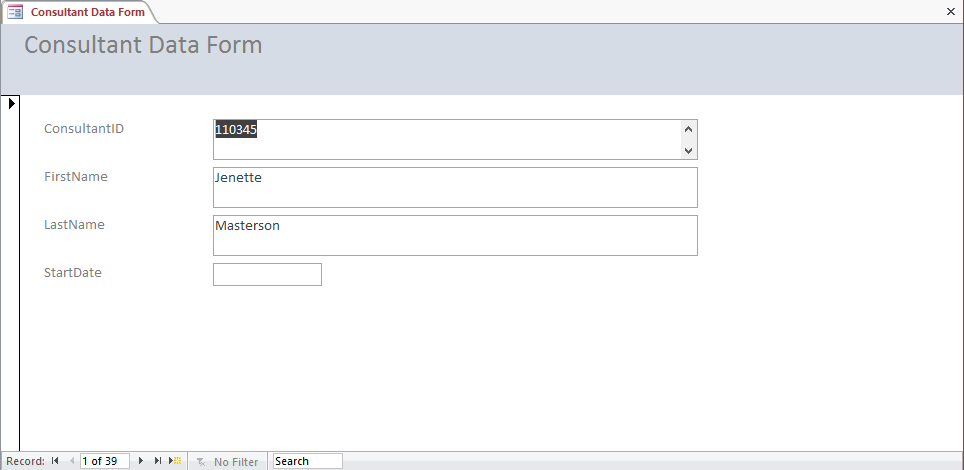 Consultant Data Form
Consultant Data Form
ConsultantID 110345
FirstName Jenette
LastName Masterson
StartDate
Record: 1 of 39 No Filter Search